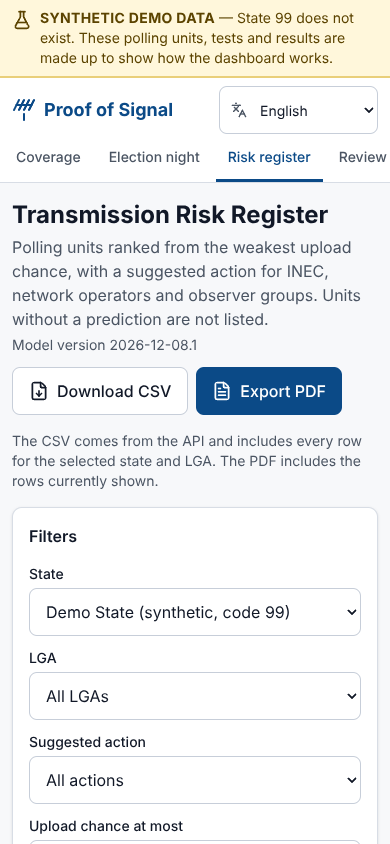 SYNTHETIC DEMO DATA — State 99 does not
exist. These polling units, tests and results are
made up to show how the dashboard works.
Proof of Signal
English
Coverage
Election night
Risk register
Review
Transmission Risk Register
Polling units ranked from the weakest upload
chance, with a suggested action for INEC,
network operators and observer groups. Units
without a prediction are not listed.
Model version 2026-12-08.1
Download CSV
Export PDF
The CSV comes from the API and includes every row
for the selected state and LGA. The PDF includes the
rows currently shown.
Filters
State
Demo State (synthetic, code 99)
LGA
All LGAs
Suggested action
All actions
Upload chance at most